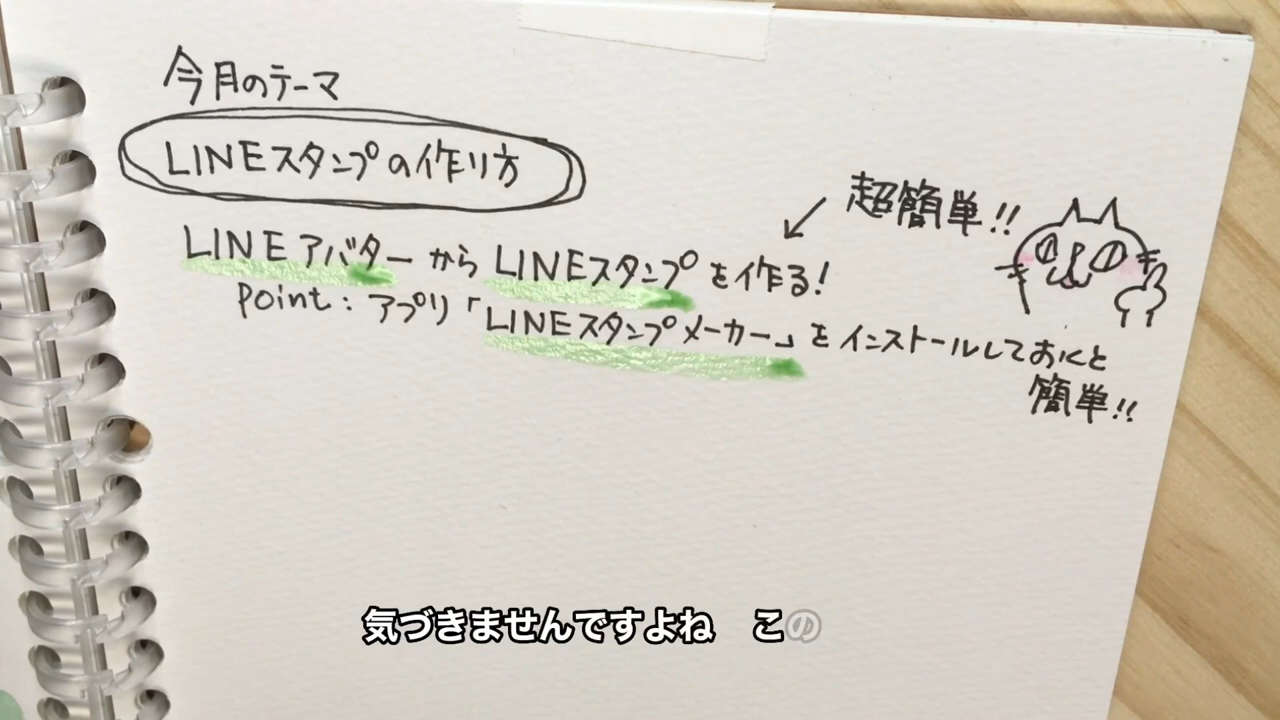 今月のテーマ
LINEスタンプの作り方
超簡単!!
LINEアバターからLINEスタンプを作る!
Point:アプリ「LINEスタンプメーカー」をインストールしておくと
簡単!!
気づきませんですよね この